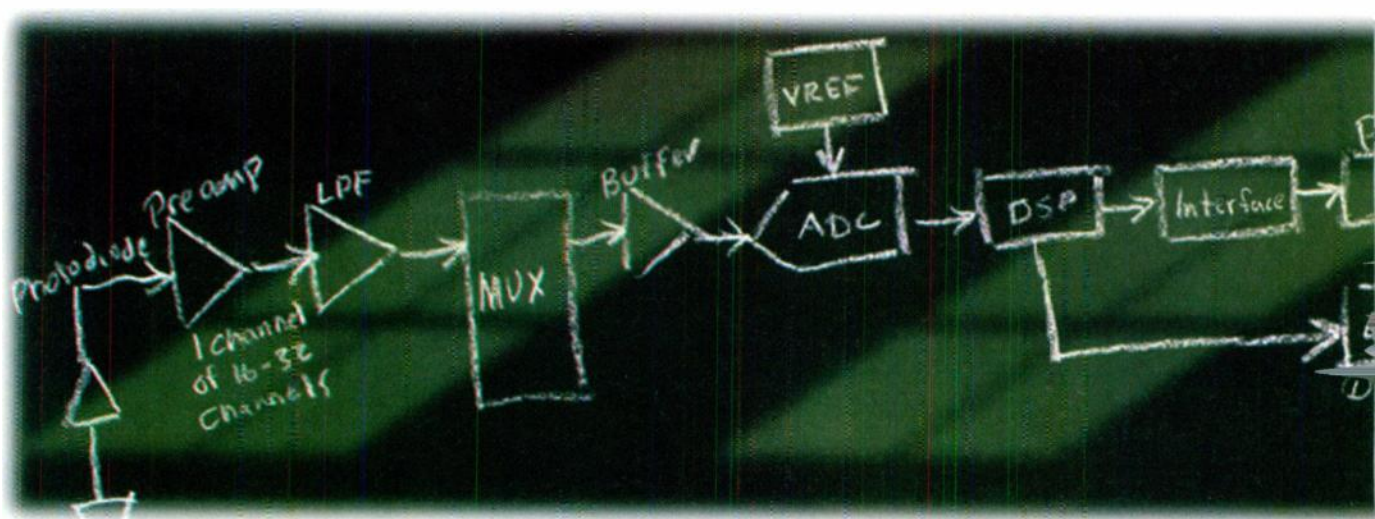 Photodiode
Preamp
LPF
1 channel
of 16-32
Channels
MUX
Buffer
VREF
ADC
DSP
Interface